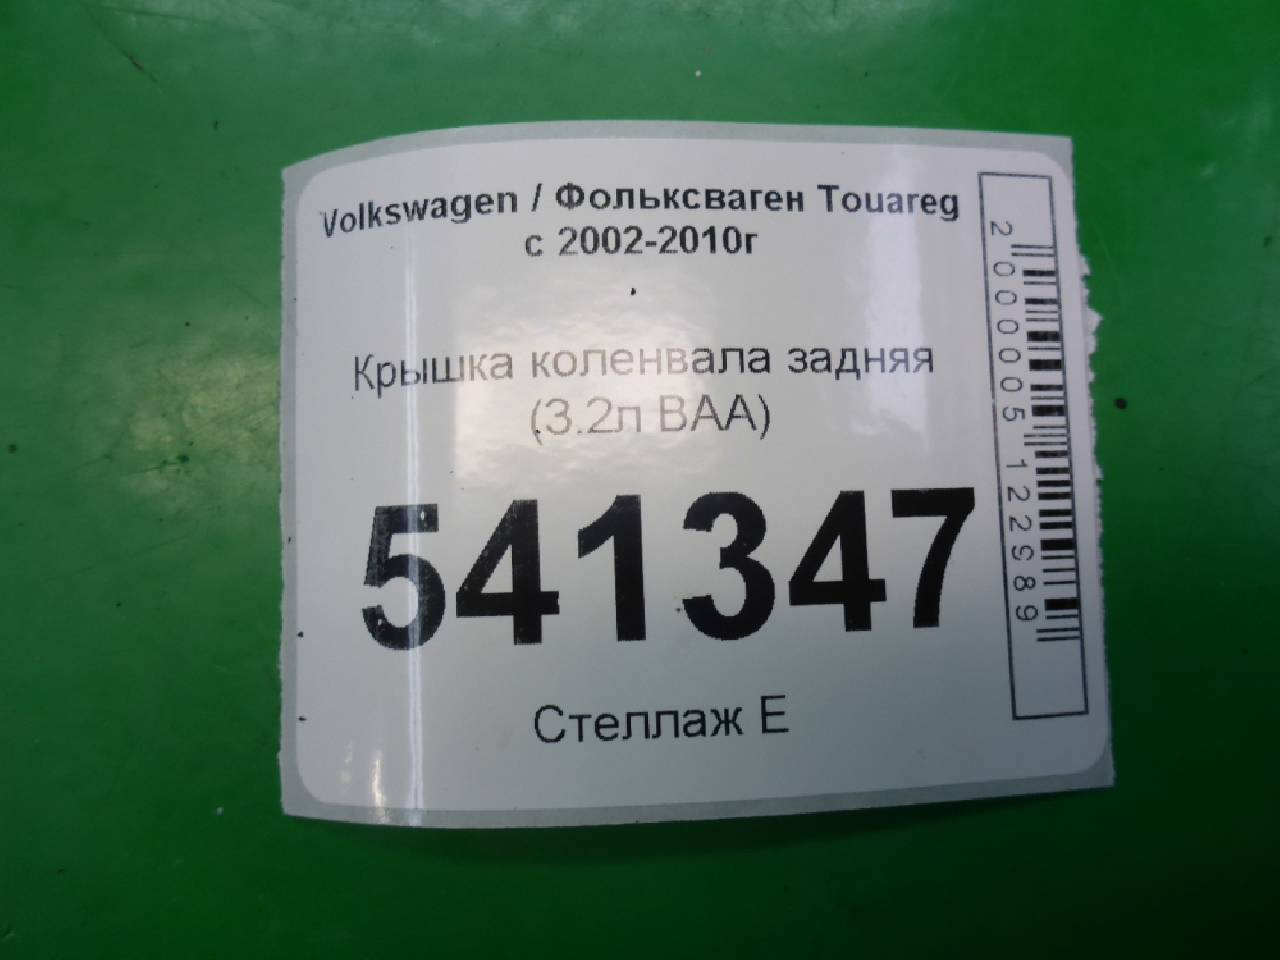 Volkswagen / Фольксваген Touareg
с 2002-2010г
Крышка коленвала задняя
(3.2л BAA)
541347
Стеллаж E
2000005122989